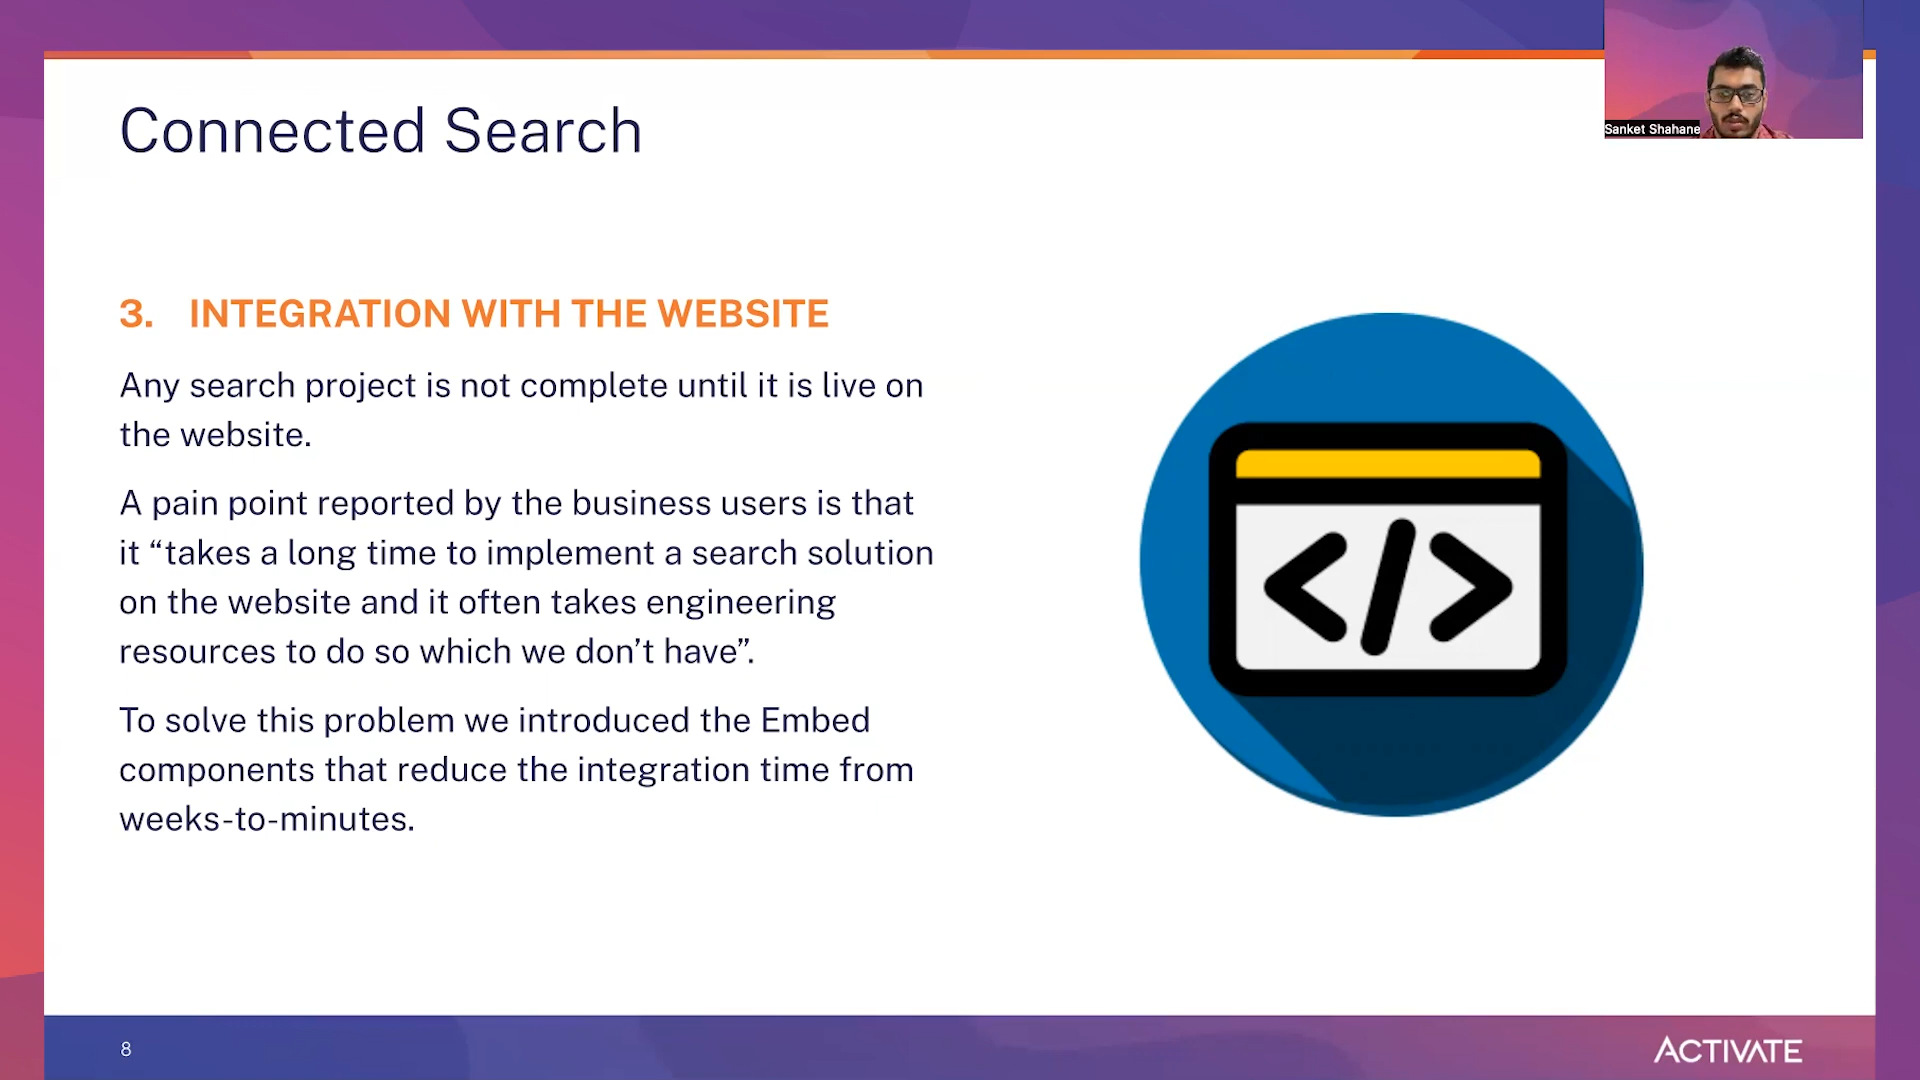 Sanket Shahane
Connected Search
3. INTEGRATION WITH THE WEBSITE
Any search project is not complete until it is live on
the website.
A pain point reported by the business users is that
it “takes a long time to implement a search solution
on the website and it often takes engineering
resources to do so which we don’t have”.
To solve this problem we introduced the Embed
components that reduce the integration time from
weeks-to-minutes.
</>
8
ACTIVATE